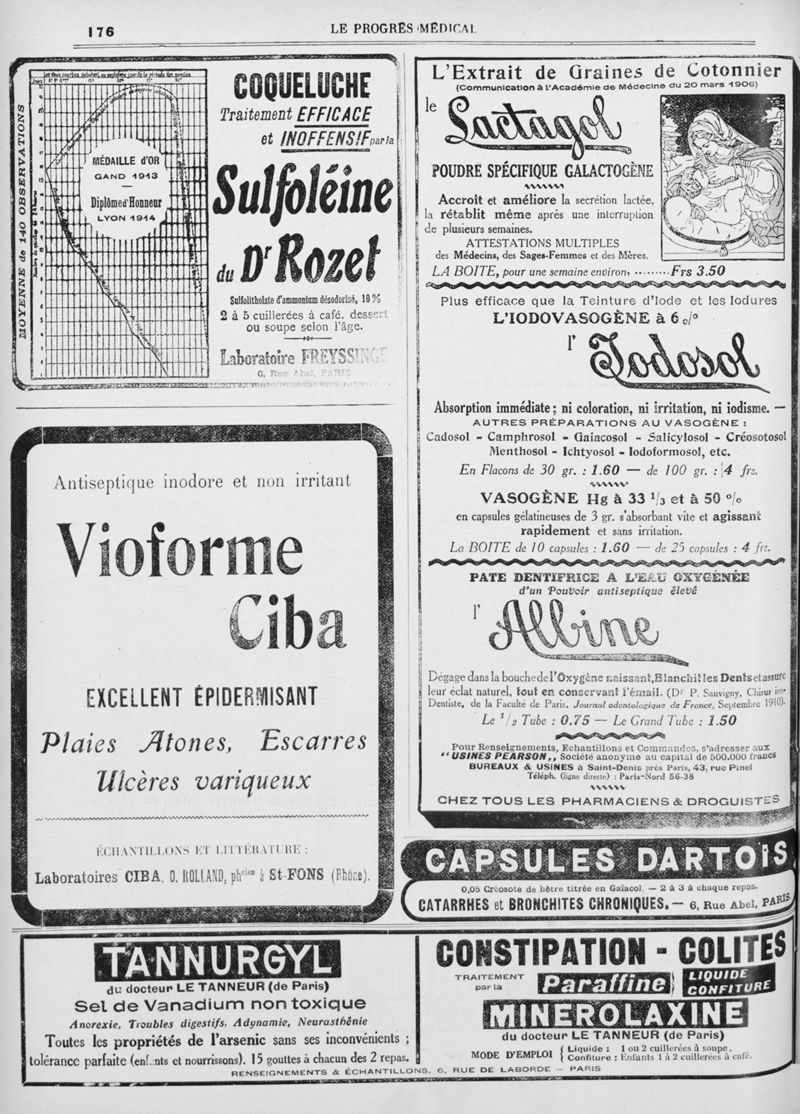 176
LE PROGRÈS MÉDICAL
MOYENNE de 140 OBSERVATIONS
MÉDAILLE d'OR
GAND 1913
Diplôme d'Honneur
LYON 1914
COQUELUCHE
Traitement EFFICACE
et INOFFENSIF par la
Sulfoléine
du Dr Rozet
Sulfolitholate d'ammonium désodorisé, 10 %
2 à 5 cuillerées à café, dessert
ou soupe selon l'âge.
Laboratoire FREYSSINGE
6, Rue Abel, PARIS
Antiseptique inodore et non irritant
Vioforme
Ciba
EXCELLENT ÉPIDERMISANT
Plaies Atones, Escarres
Ulcères variqueux
ÉCHANTILLONS ET LITTÉRATURE :
Laboratoires CIBA, O. ROLLAND, phcien à St-FONS (Rhône).
L'Extrait de Graines de Cotonnier
(Communication à l'Académie de Médecine du 20 mars 1906)
le Lactagol
POUDRE SPÉCIFIQUE GALACTOGÈNE
Accroît et améliore la secrétion lactée,
la rétablit même après une interruption
de plusieurs semaines.
ATTESTATIONS MULTIPLES
des Médecins, des Sages-Femmes et des Mères.
LA BOITE, pour une semaine environ, ......... Frs 3.50
Plus efficace que la Teinture d'Iode et les Iodures
L'IODOVASOGÈNE à 6 o/o
l' Iodosol
Absorption immédiate ; ni coloration, ni irritation, ni iodisme. —
AUTRES PRÉPARATIONS AU VASOGÈNE :
Cadosol - Camphrosol - Gaiacosol - Salicylosol - Créosotosol
Menthosol - Ichtyosol - Iodoformosol, etc.
En Flacons de 30 gr. : 1.60 — de 100 gr. : 4 frs.
VASOGÈNE Hg à 33 1/3 et à 50 o/o
en capsules gélatineuses de 3 gr. s'absorbant vite et agissant
rapidement et sans irritation.
La BOITE de 10 capsules : 1.60 — de 25 capsules : 4 frs.
PATE DENTIFRICE A L'EAU OXYGÉNÉE
d'un Pouvoir antiseptique élevé
l' Albine
Dégage dans la bouche de l'Oxygène naissant, Blanchit les Dents et assure
leur éclat naturel, tout en conservant l'émail. (Dr P. Sauvigny, Chirur ien-
Dentiste, de la Faculté de Paris, Journal odontologique de France, Septembre 1910).
Le 1/2 Tube : 0.75 — Le Grand Tube : 1.50
Pour Renseignements, Echantillons et Commandes, s'adresser aux
"USINES PEARSON,, Société anonyme au capital de 500.000 francs
BUREAUX & USINES à Saint-Denis près Paris, 43, rue Pinel
Téléph. (ligne directe) : Paris-Nord 56-38
CHEZ TOUS LES PHARMACIENS & DROGUISTES
CAPSULES DARTOIS
0,05 Créosote de hêtre titrée en Gaïacol. — 2 à 3 à chaque repas.
CATARRHES et BRONCHITES CHRONIQUES. — 6, Rue Abel, PARIS
TANNURGYL
du docteur LE TANNEUR (de Paris)
Sel de Vanadium non toxique
Anorexie, Troubles digestifs, Adynamie, Neurasthénie
Toutes les propriétés de l'arsenic sans ses inconvénients ;
tolérance parfaite (enfants et nourrissons). 15 gouttes à chacun des 2 repas.
CONSTIPATION - COLITES
TRAITEMENT par la Paraffine LIQUIDE CONFITURE
MINEROLAXINE
du docteur LE TANNEUR (de Paris)
MODE D'EMPLOI { Liquide : 1 ou 2 cuillerées à soupe.
Confiture : Enfants 1 à 2 cuillerées à café.
RENSEIGNEMENTS & ÉCHANTILLONS, 6, RUE DE LABORDE — PARIS